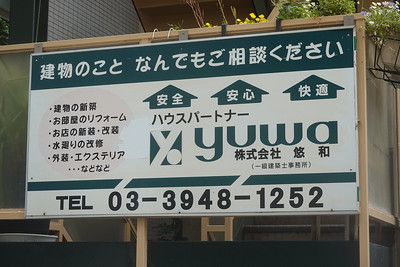 建物のこと なんでもご相談ください
安全 安心 快適
・建物の新築
・お部屋のリフォーム
・お店の新装・改装
・水廻りの改修
・外装・エクステリア
・・・などなど
ハウスパートナー
yuwa
株式会社 悠和
(一級建築士事務所)
TEL 03-3948-1252